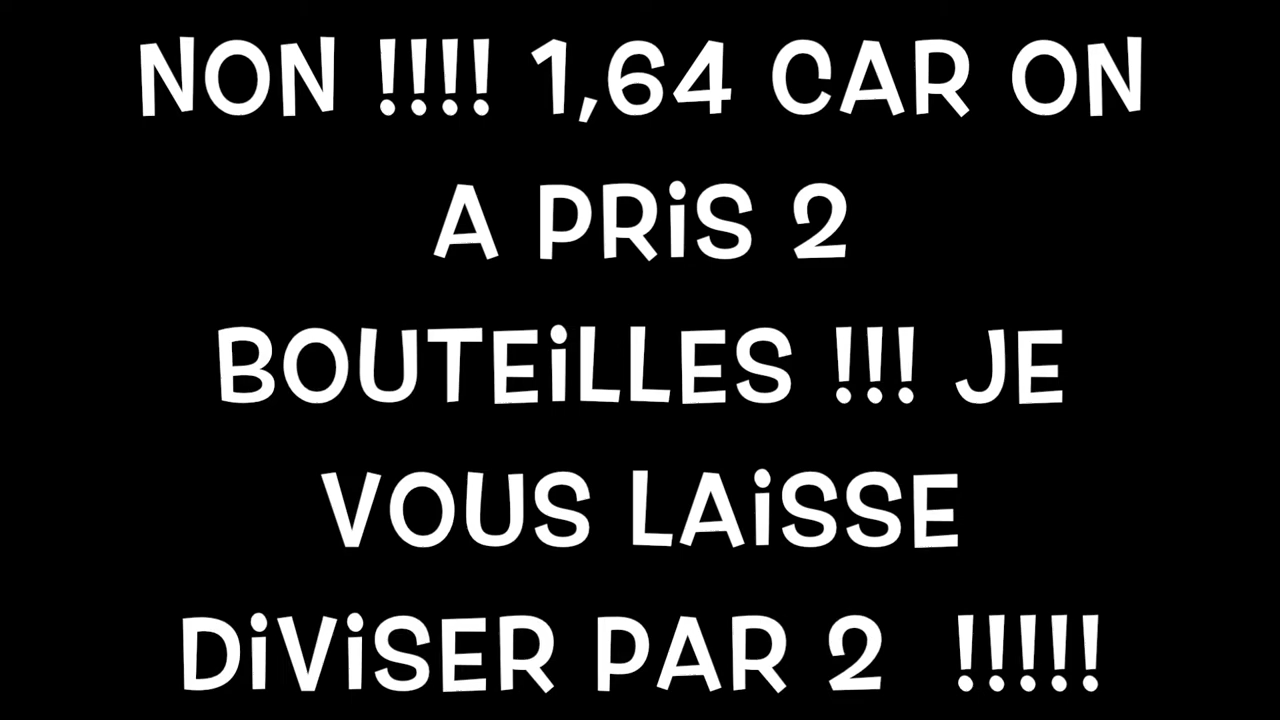 NON !!!! 1,64 CAR ON
A PRiS 2
BOUTEiLLES !!! JE
VOUS LAiSSE
DiViSER PAR 2 !!!!!